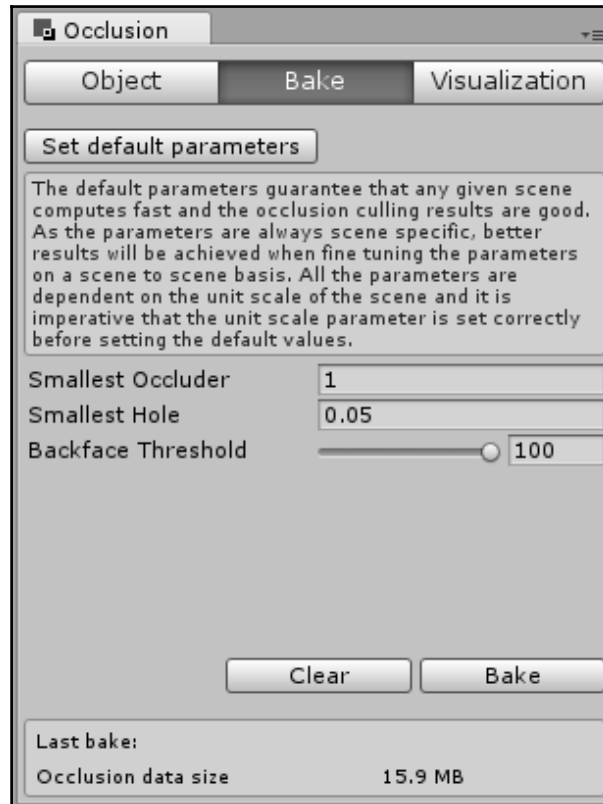 Occlusion
Object Bake Visualization
Set default parameters
The default parameters guarantee that any given scene
computes fast and the occlusion culling results are good.
As the parameters are always scene specific, better
results will be achieved when fine tuning the parameters
on a scene to scene basis. All the parameters are
dependent on the unit scale of the scene and it is
imperative that the unit scale parameter is set correctly
before setting the default values.
Smallest Occluder 1
Smallest Hole 0.05
Backface Threshold 100
Clear Bake
Last bake:
Occlusion data size 15.9 MB